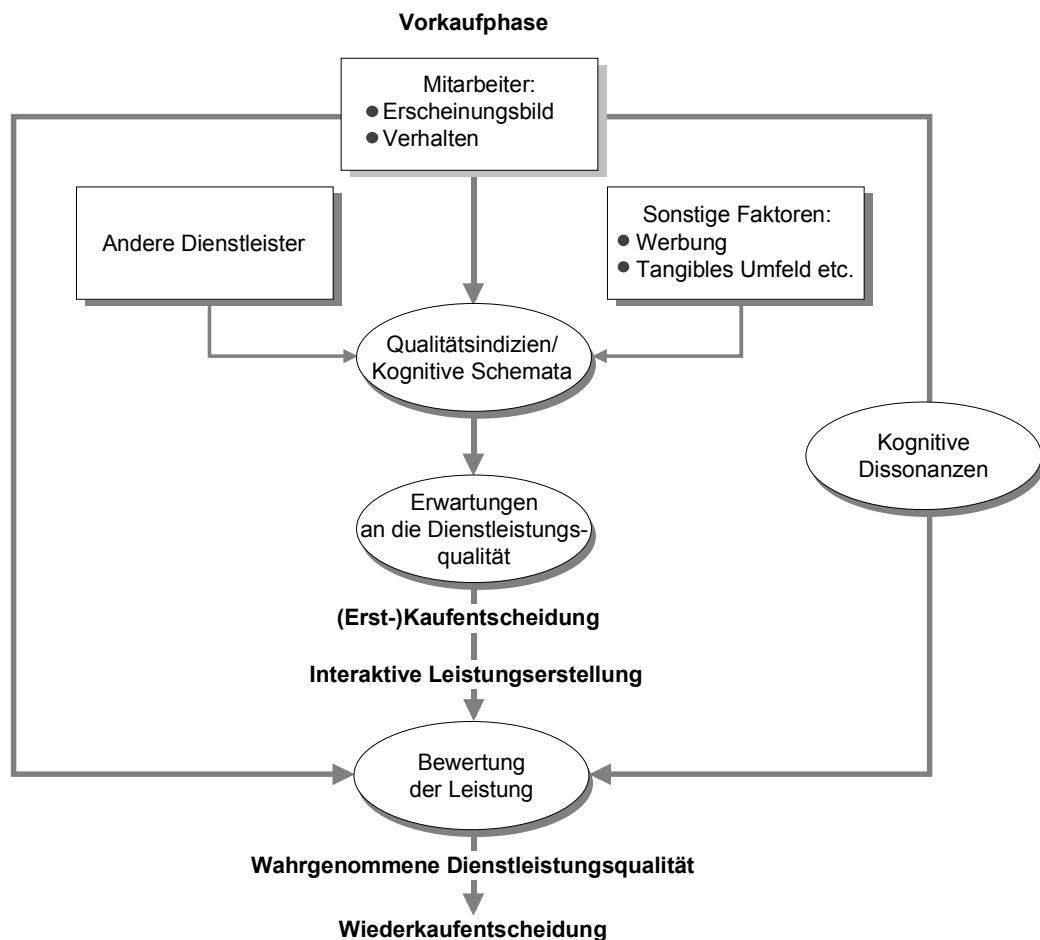 Vorkaufphase
Mitarbeiter:
● Erscheinungsbild
● Verhalten
Andere Dienstleister
Sonstige Faktoren:
● Werbung
● Tangibles Umfeld etc.
Qualitätsindizien/
Kognitive Schemata
Kognitive
Dissonanzen
Erwartungen
an die Dienstleistungs-
qualität
(Erst-)Kaufentscheidung
Interaktive Leistungserstellung
Bewertung
der Leistung
Wahrgenommene Dienstleistungsqualität
Wiederkaufentscheidung